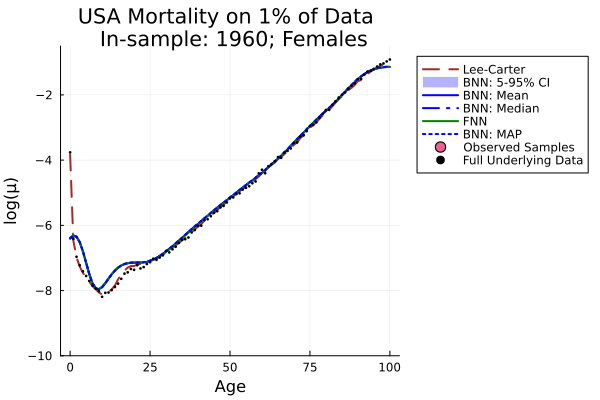 USA Mortality on 1% of Data
In-sample: 1960; Females
Lee-Carter
BNN: 5-95% CI
BNN: Mean
BNN: Median
FNN
BNN: MAP
Observed Samples
Full Underlying Data
log(μ)
−2
−4
−6
−8
−10
0 25 50 75 100
Age